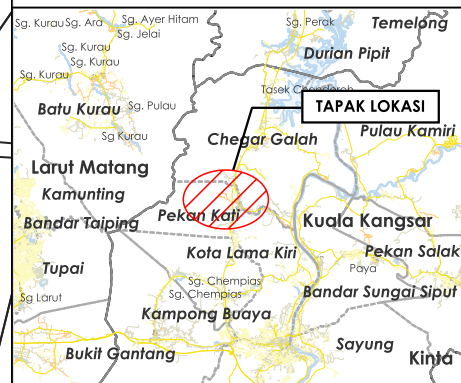 Sg. Kurau
Sg. Ara
Sg. Ayer Hitam
Sg. Jelai
Sg. Kurau
Sg. Kurau
Sg. Kurau
Batu Kurau
Sg. Pulau
Sg Kurau
Sg. Perak
Temelong
Durian Pipit
TAPAK LOKASI
Chegar Galah
Pulau Kamiri
Larut Matang
Kamunting
Bandar Taiping
Pekan Kati
Kuala Kangsar
Kota Lama Kiri
Pekan Salak
Paya
Tupai
Sg Larut
Sg. Chempias
Sg. Chempias
Bandar Sungai Siput
Kampong Buaya
Bukit Gantang
Sayung
Kinta